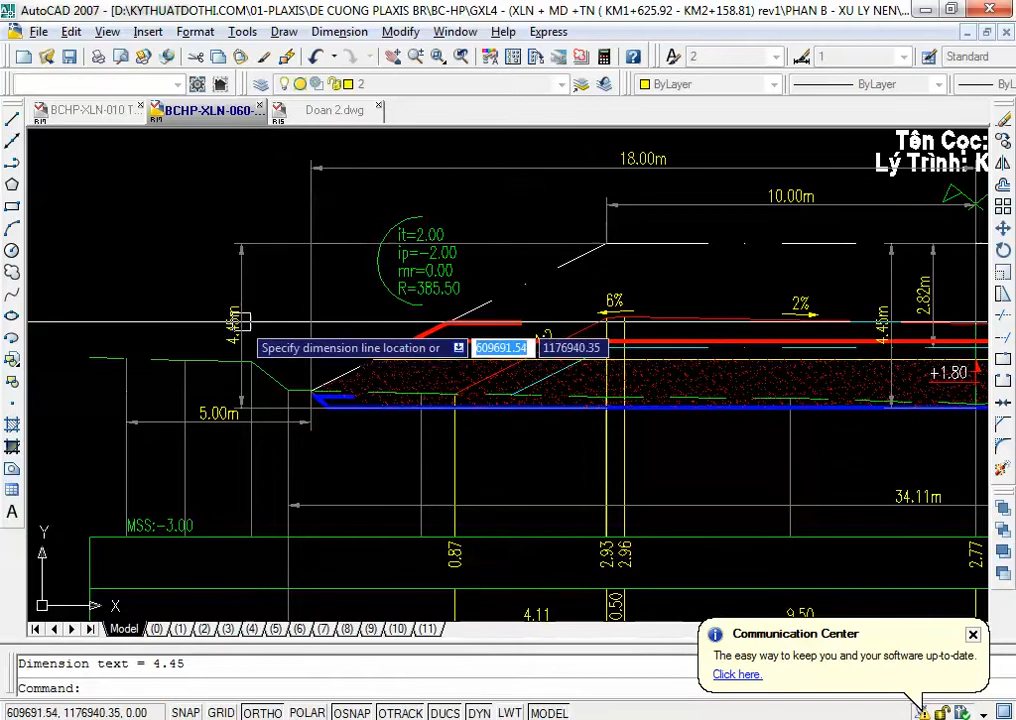 AutoCAD 2007 - [D:\KYTHUATDOTHI.COM\01-PLAXIS\DE CUONG PLAXIS BR\BC-HP\GXL4 - (XLN + MD +TN ( KM1+625.92 - KM2+158.81) rev1\PHAN B - XU LY NEN/
File Edit View Insert Format Tools Draw Dimension Modify Window Help Express
2
1
Standard
2
ByLayer
ByLayer
ByL
BCHP-XLN-010 T...
BCHP-XLN-060-...
Doan 2.dwg
Tên Cọc:
18.00m
Lý Trình: K
10.00m
it=2.00
ip=-2.00
mr=0.00
R=385.50
6%
2%
2.82m
4.45m
4.45m
Specify dimension line location or
609691.54
1176940.35
+1.80
5.00m
34.11m
MSS:-3.00
Y
X
0.87
2.93
2.96
2.77
4.11
0.50
9.50
Model (0) (1) (2) (3) (4) (5) (6) (7) (8) (9) (10) (11)
Communication Center
The easy way to keep you and your software up-to-date.
Click here.
Dimension text = 4.45
Command:
609691.54, 1176940.35, 0.00
SNAP GRID ORTHO POLAR OSNAP OTRACK DUCS DYN LWT MODEL